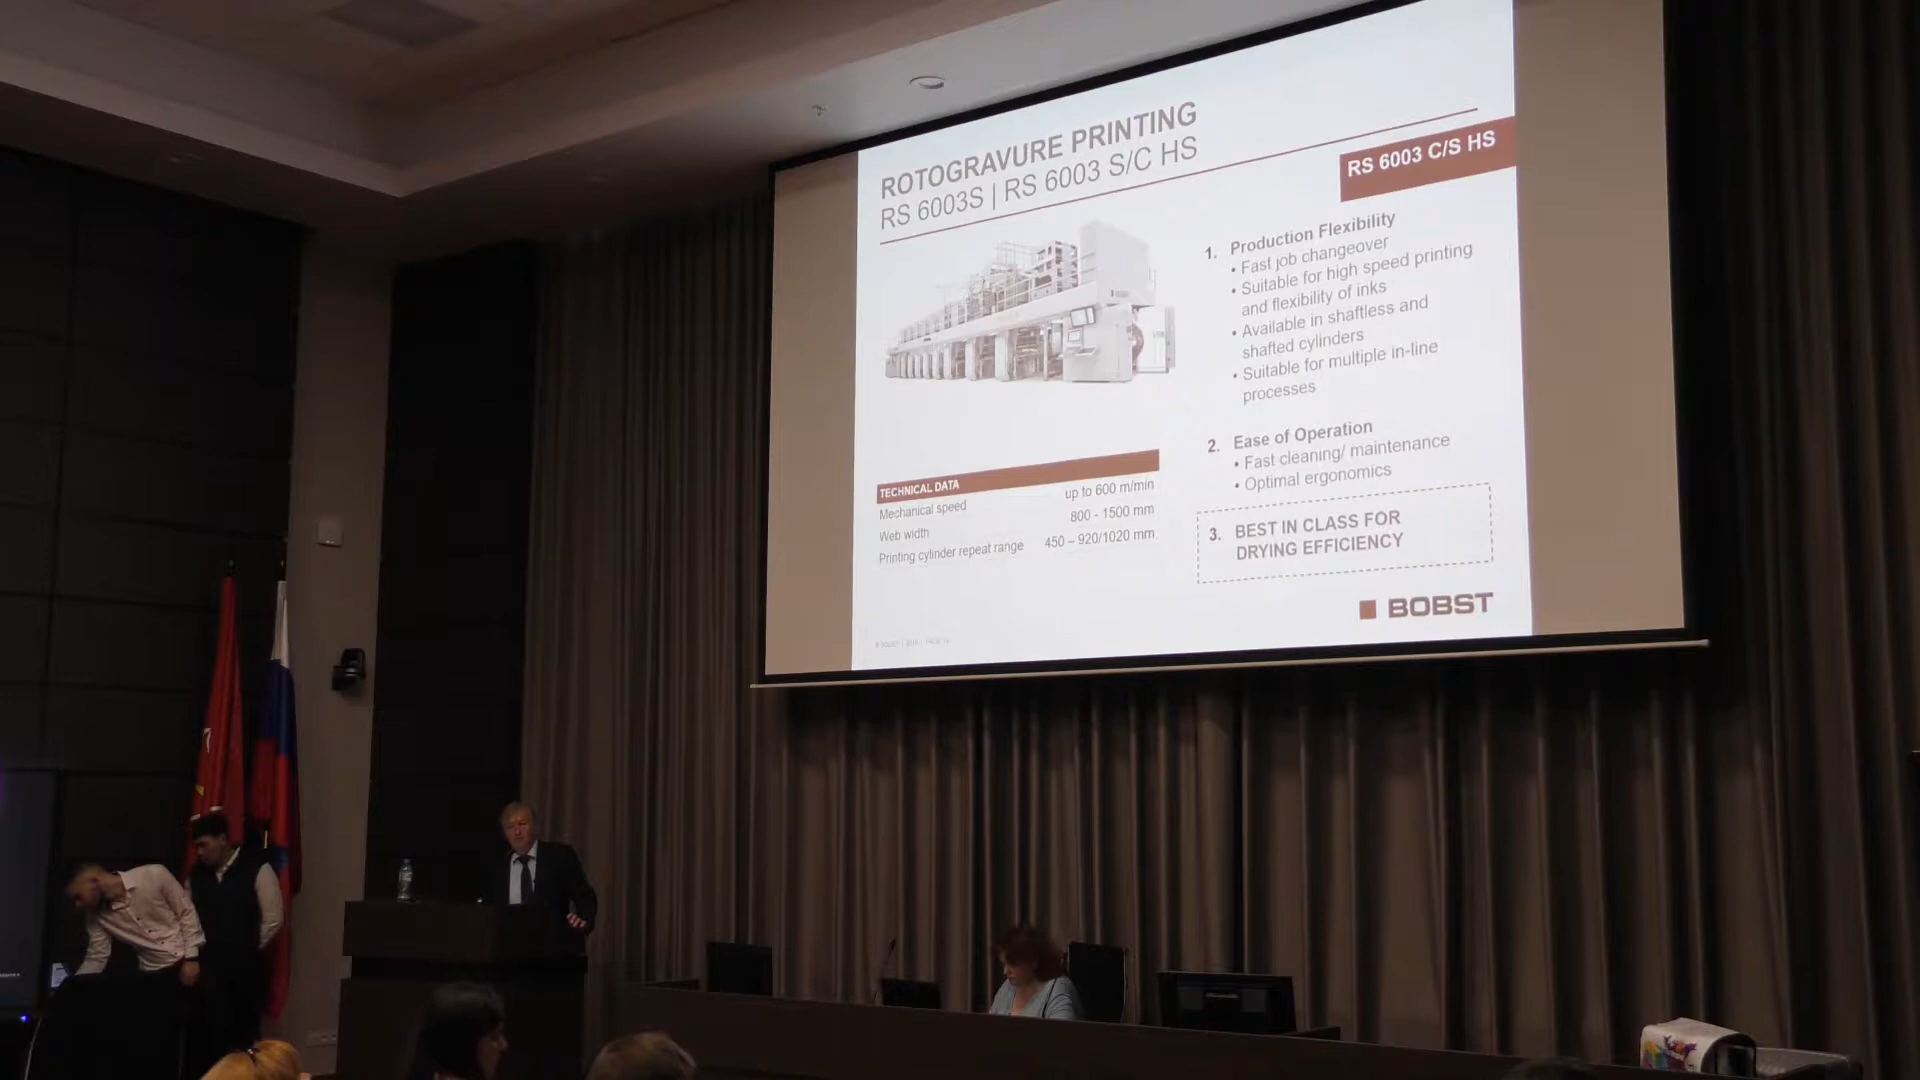 ROTOGRAVURE PRINTING
RS 6003S | RS 6003 S/C HS
RS 6003 C/S HS
1. Production Flexibility
• Fast job changeover
• Suitable for high speed printing
and flexibility of inks
• Available in shaftless and
shafted cylinders
• Suitable for multiple in-line
processes
2. Ease of Operation
• Fast cleaning/ maintenance
• Optimal ergonomics
3. BEST IN CLASS FOR
DRYING EFFICIENCY
TECHNICAL DATA
Mechanical speed up to 600 m/min
Web width 800 - 1500 mm
Printing cylinder repeat range 450 – 920/1020 mm
BOBST